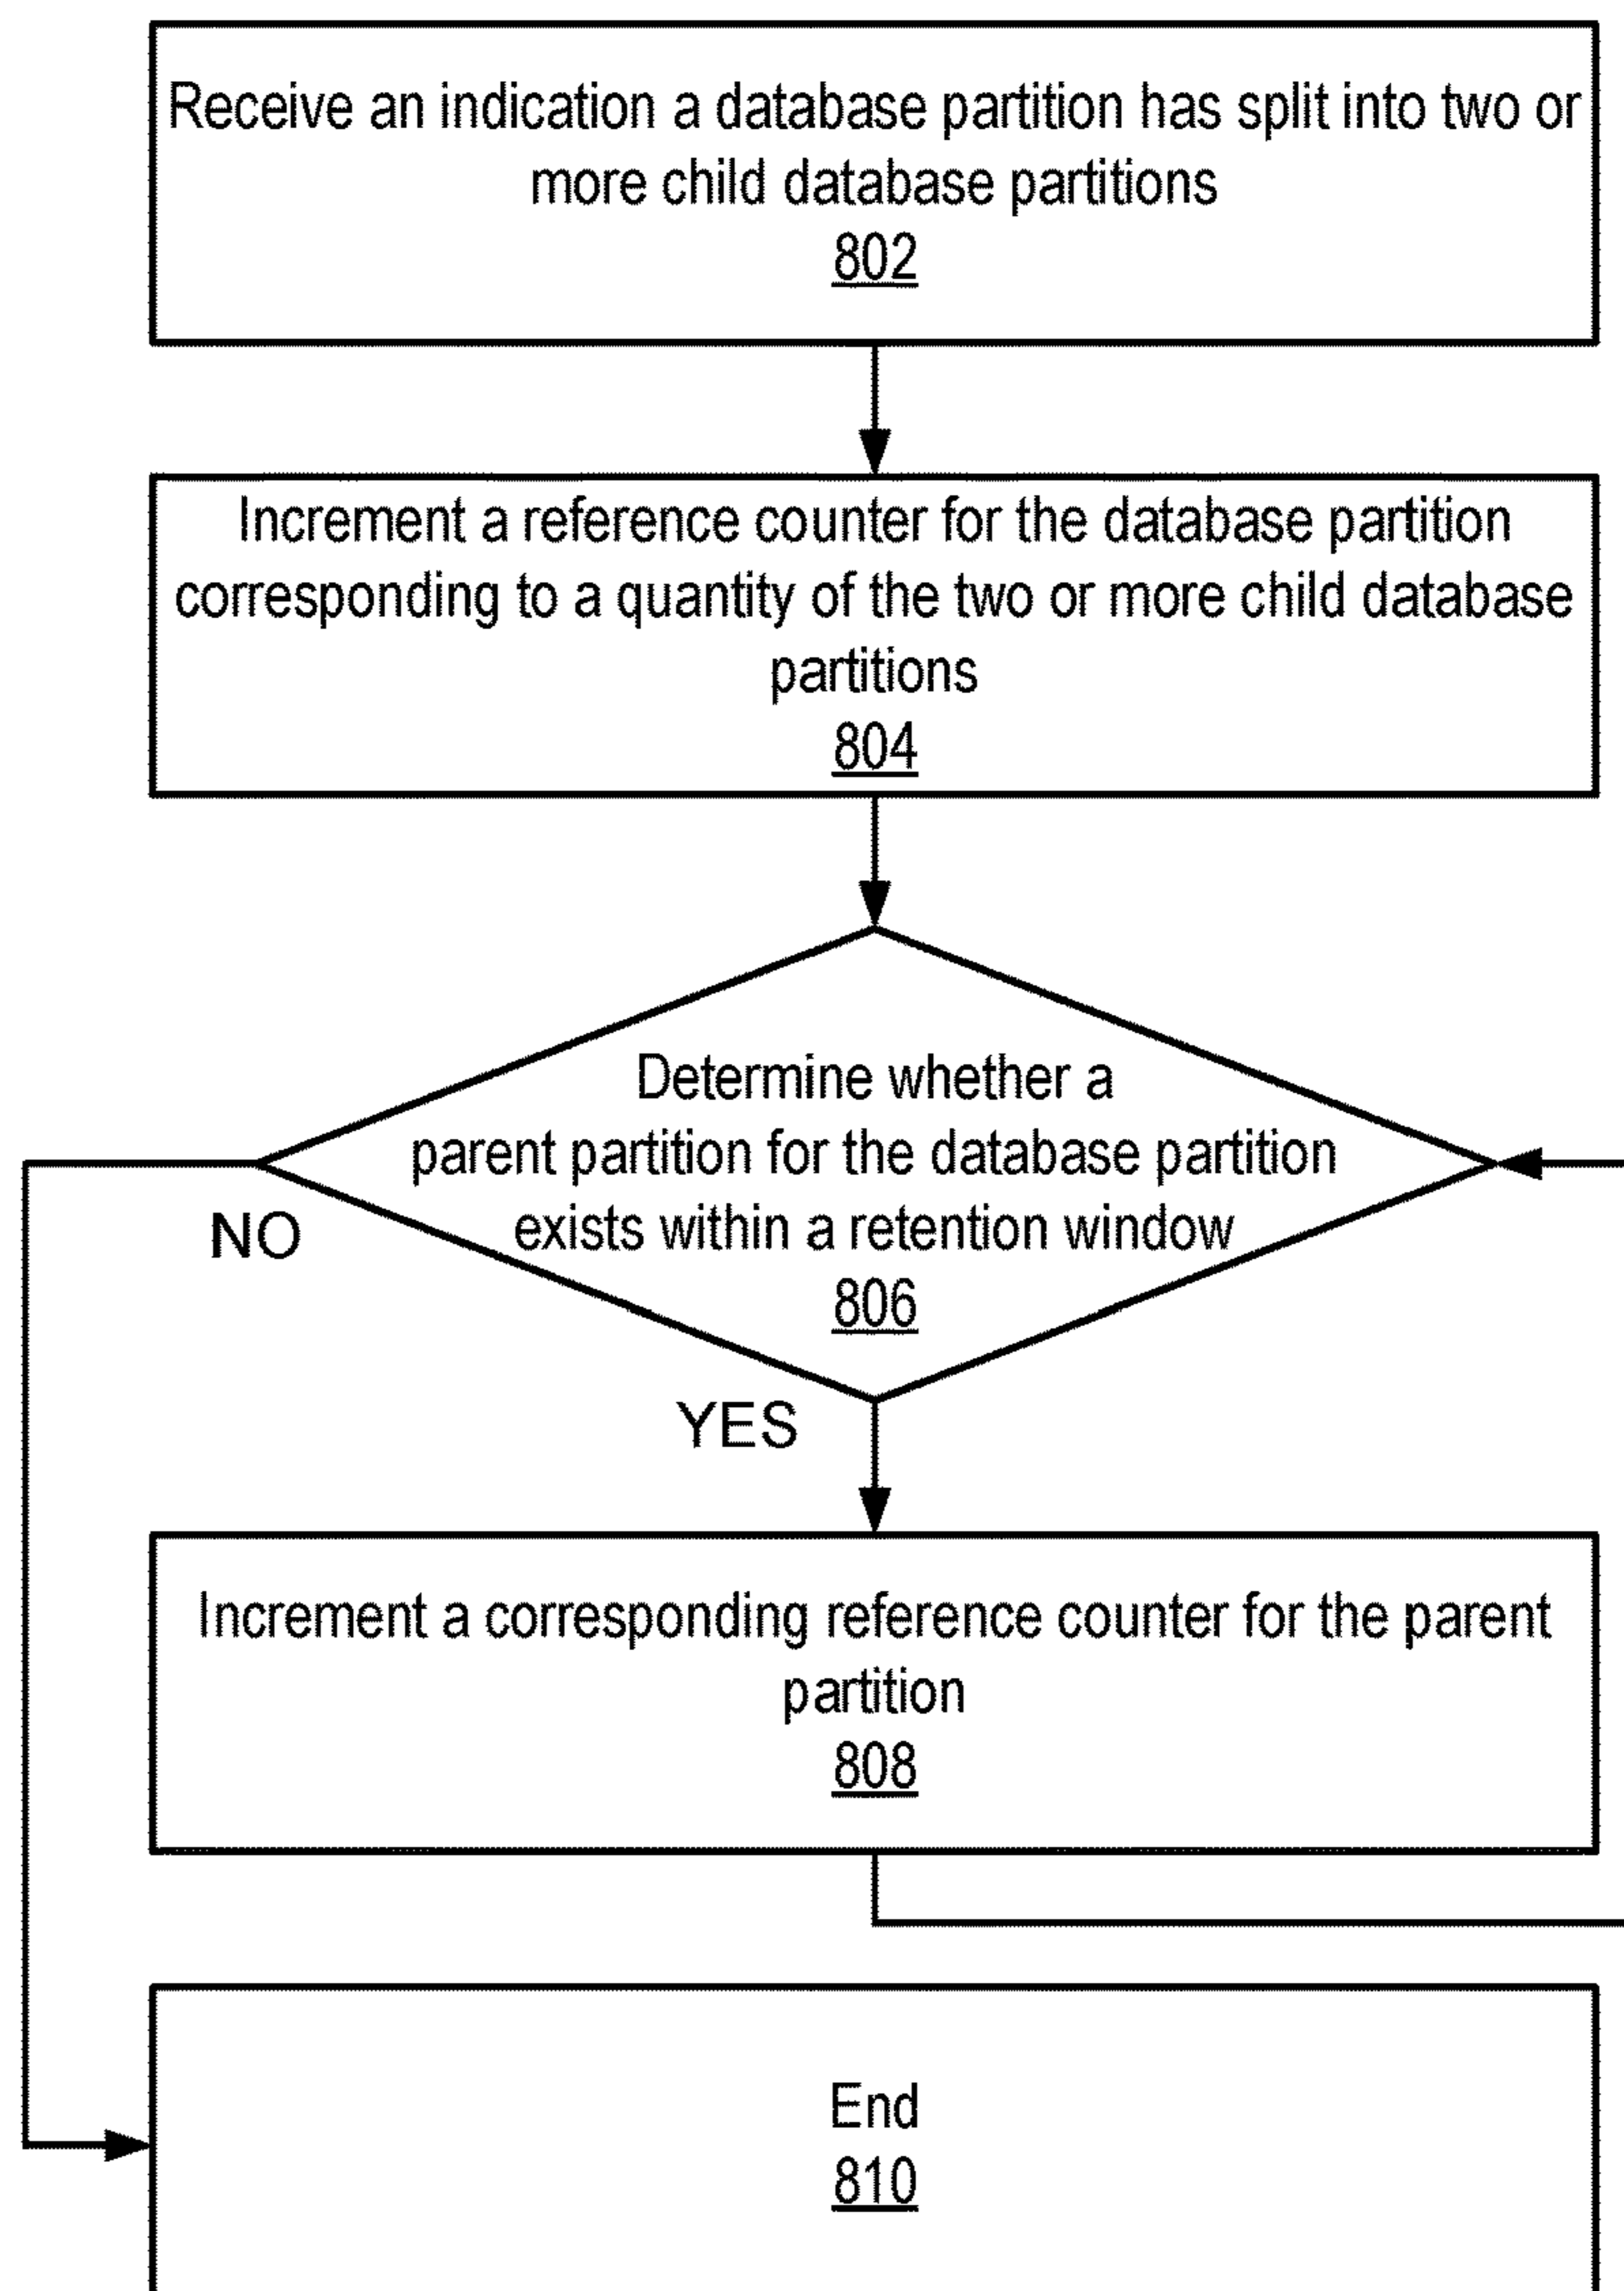 Receive an indication a database partition has split into two or
more child database partitions
802
Increment a reference counter for the database partition
corresponding to a quantity of the two or more child database
partitions
804
Determine whether a
parent partition for the database partition
exists within a retention window
806
NO
YES
Increment a corresponding reference counter for the parent
partition
808
End
810